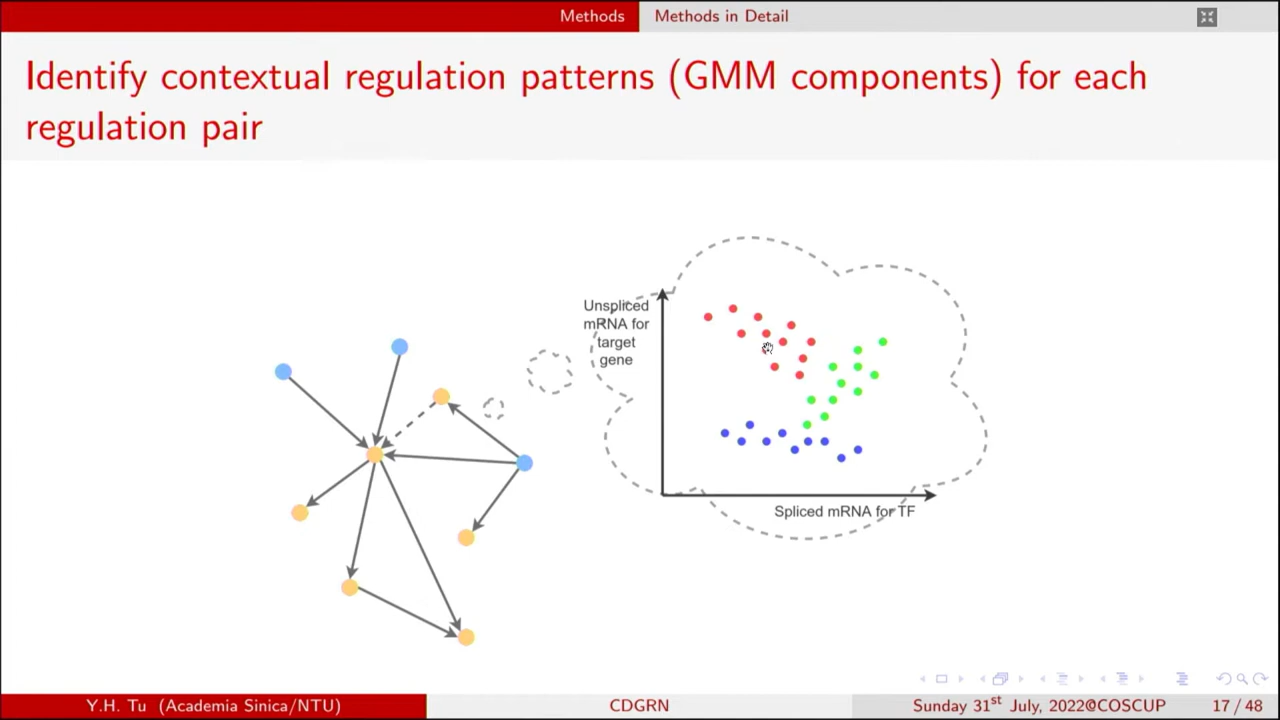 Methods
Methods in Detail
Identify contextual regulation patterns (GMM components) for each
regulation pair
Unspliced
mRNA for
target
gene
Spliced mRNA for TF
Y.H. Tu (Academia Sinica/NTU)
CDGRN
Sunday 31st July, 2022@COSCUP
17 / 48